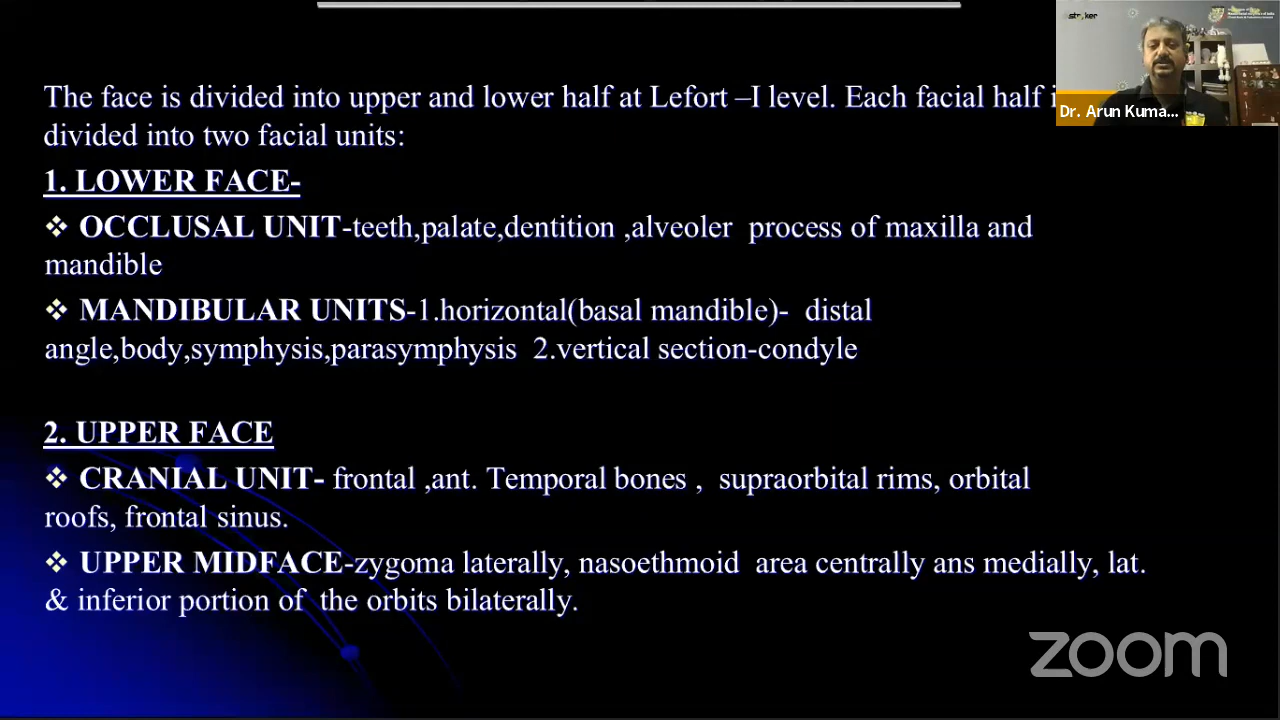 The face is divided into upper and lower half at Lefort –I level. Each facial half i
divided into two facial units:
1. LOWER FACE-
❖ OCCLUSAL UNIT-teeth,palate,dentition ,alveoler process of maxilla and
mandible
❖ MANDIBULAR UNITS-1.horizontal(basal mandible)- distal
angle,body,symphysis,parasymphysis 2.vertical section-condyle
2. UPPER FACE
❖ CRANIAL UNIT- frontal ,ant. Temporal bones , supraorbital rims, orbital
roofs, frontal sinus.
❖ UPPER MIDFACE-zygoma laterally, nasoethmoid area centrally ans medially, lat.
& inferior portion of the orbits bilaterally.
stryker
Dr. Arun Kuma...
zoom